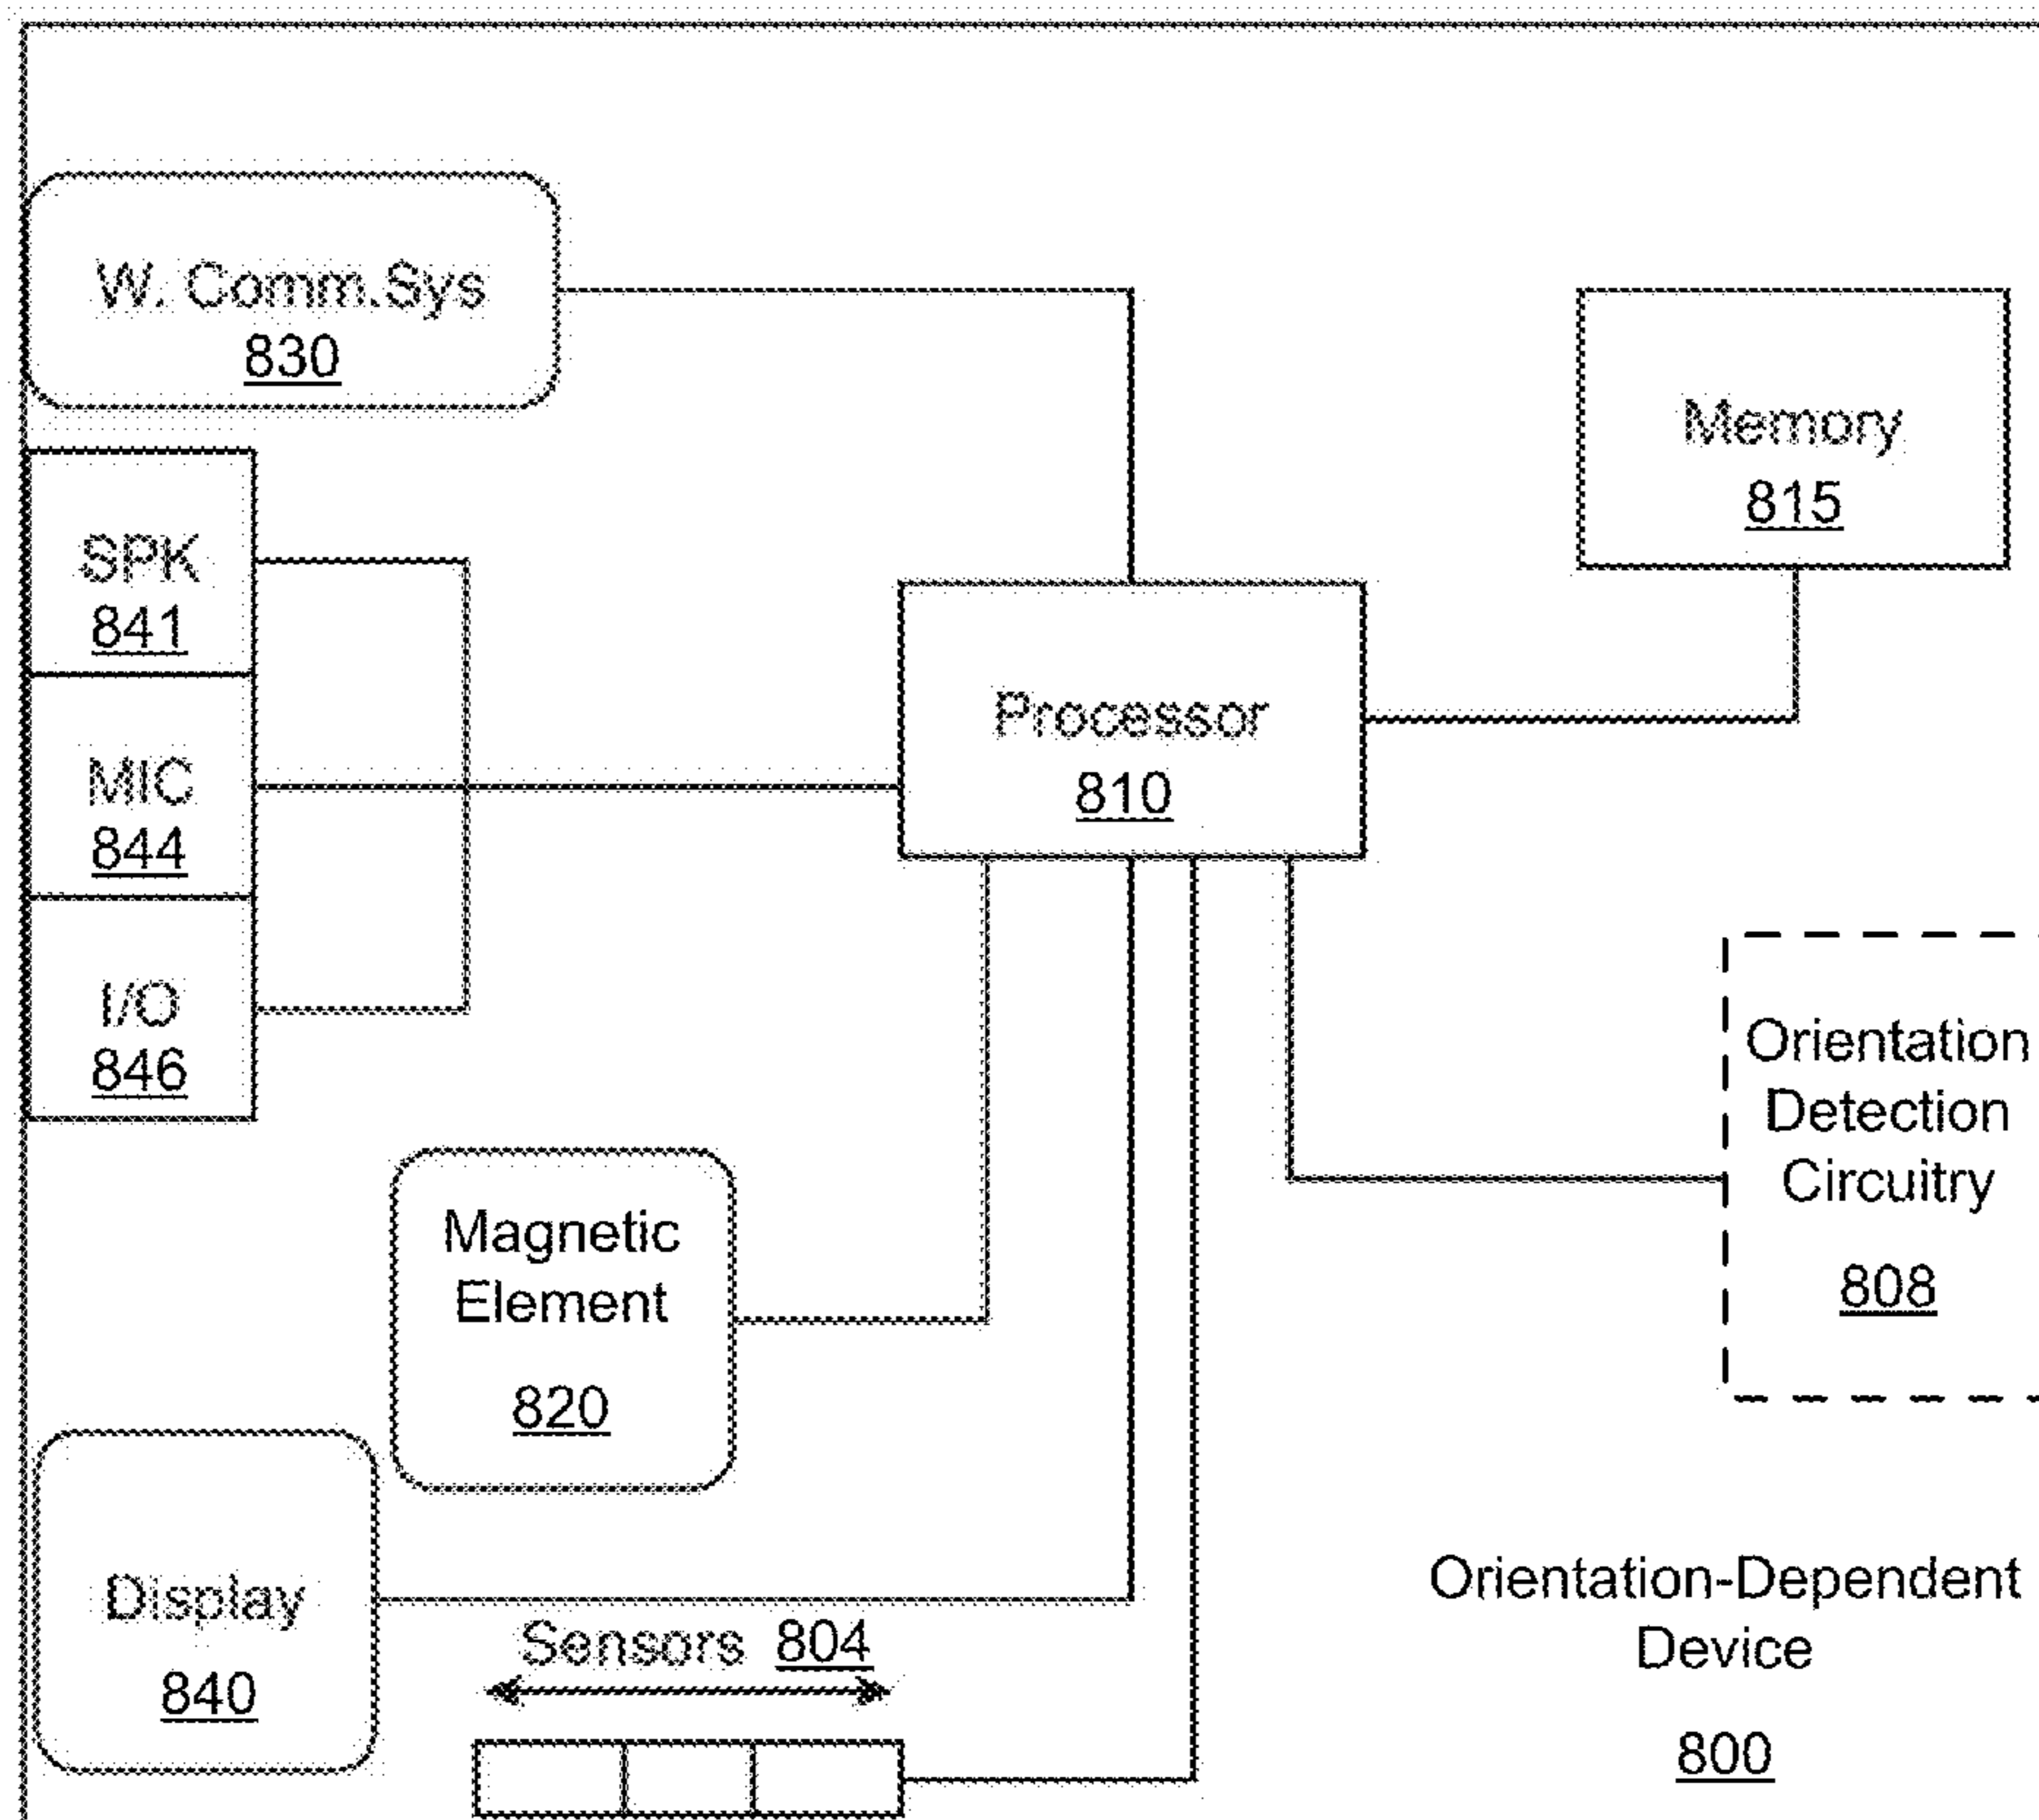 W. Comm.Sys
830
Memory
815
SPK
841
Processor
810
MIC
844
I/O
846
Orientation
Detection
Circuitry
808
Magnetic
Element
820
Display
840
Sensors 804
Orientation-Dependent
Device
800